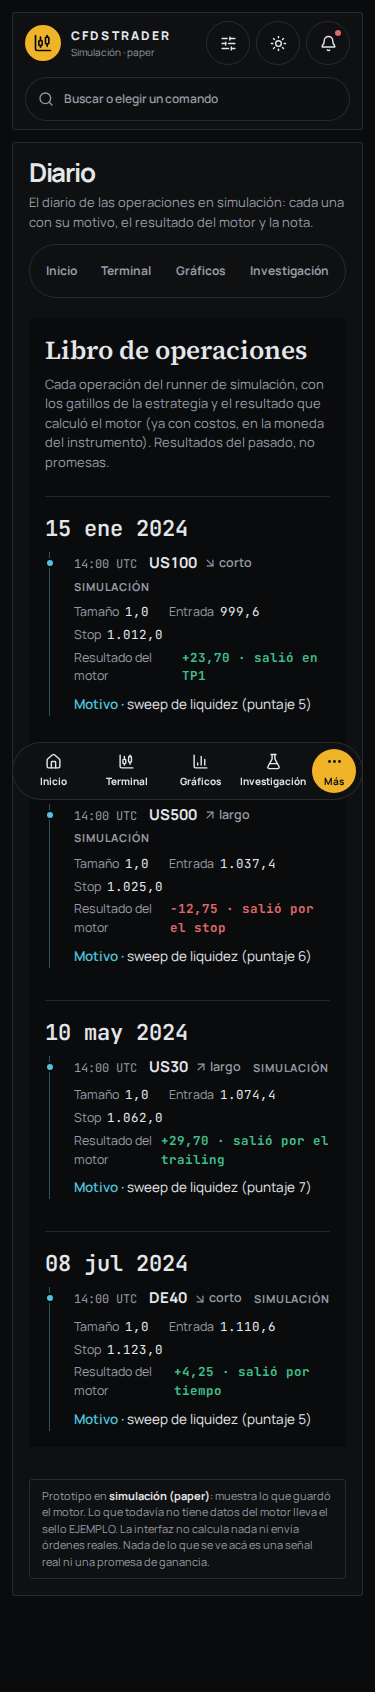 CFDSTRADER
Simulación · paper
Buscar o elegir un comando
Diario
El diario de las operaciones en simulación: cada una
con su motivo, el resultado del motor y la nota.
Inicio Terminal Gráficos Investigación
Libro de operaciones
Cada operación del runner de simulación, con
los gatillos de la estrategia y el resultado que
calculó el motor (ya con costos, en la moneda
del instrumento). Resultados del pasado, no
promesas.
15 ene 2024
14:00 UTC US100 corto
SIMULACIÓN
Tamaño 1,0 Entrada 999,6
Stop 1.012,0
Resultado del motor +23,70 · salió en TP1
Motivo · sweep de liquidez (puntaje 5)
Inicio Terminal Gráficos Investigación Más
14:00 UTC US500 largo
SIMULACIÓN
Tamaño 1,0 Entrada 1.037,4
Stop 1.025,0
Resultado del motor -12,75 · salió por el stop
Motivo · sweep de liquidez (puntaje 6)
10 may 2024
14:00 UTC US30 largo SIMULACIÓN
Tamaño 1,0 Entrada 1.074,4
Stop 1.062,0
Resultado del motor +29,70 · salió por el trailing
Motivo · sweep de liquidez (puntaje 7)
08 jul 2024
14:00 UTC DE40 corto SIMULACIÓN
Tamaño 1,0 Entrada 1.110,6
Stop 1.123,0
Resultado del motor +4,25 · salió por tiempo
Motivo · sweep de liquidez (puntaje 5)
Prototipo en simulación (paper): muestra lo que guardó
el motor. Lo que todavía no tiene datos del motor lleva el
sello EJEMPLO. La interfaz no calcula nada ni envía
órdenes reales. Nada de lo que se ve acá es una señal
real ni una promesa de ganancia.